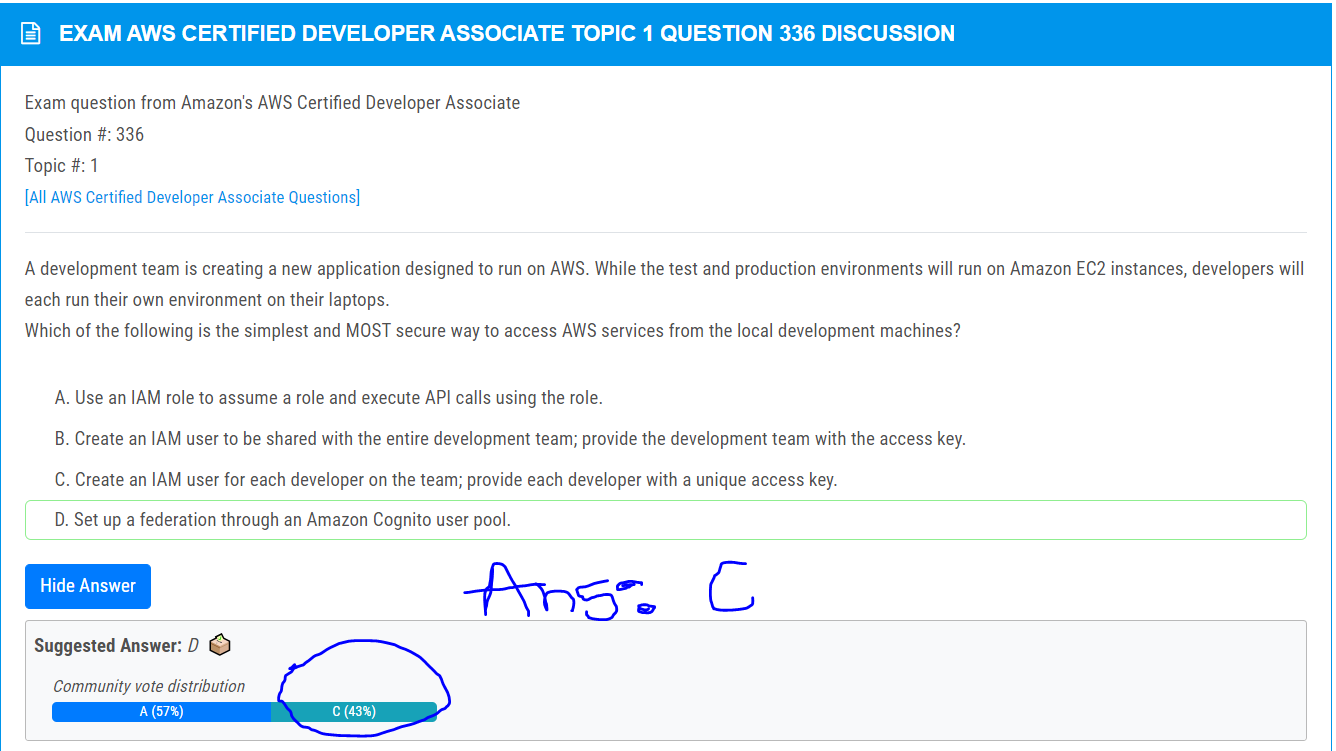 EXAM AWS CERTIFIED DEVELOPER ASSOCIATE TOPIC 1 QUESTION 336 DISCUSSION
Exam question from Amazon's AWS Certified Developer Associate
Question #: 336
Topic #: 1
[All AWS Certified Developer Associate Questions]
A development team is creating a new application designed to run on AWS. While the test and production environments will run on Amazon EC2 instances, developers will
each run their own environment on their laptops.
Which of the following is the simplest and MOST secure way to access AWS services from the local development machines?
A. Use an IAM role to assume a role and execute API calls using the role.
B. Create an IAM user to be shared with the entire development team; provide the development team with the access key.
C. Create an IAM user for each developer on the team; provide each developer with a unique access key.
D. Set up a federation through an Amazon Cognito user pool.
Hide Answer
Ans: C
Suggested Answer: D
Community vote distribution
A (57%) C (43%)